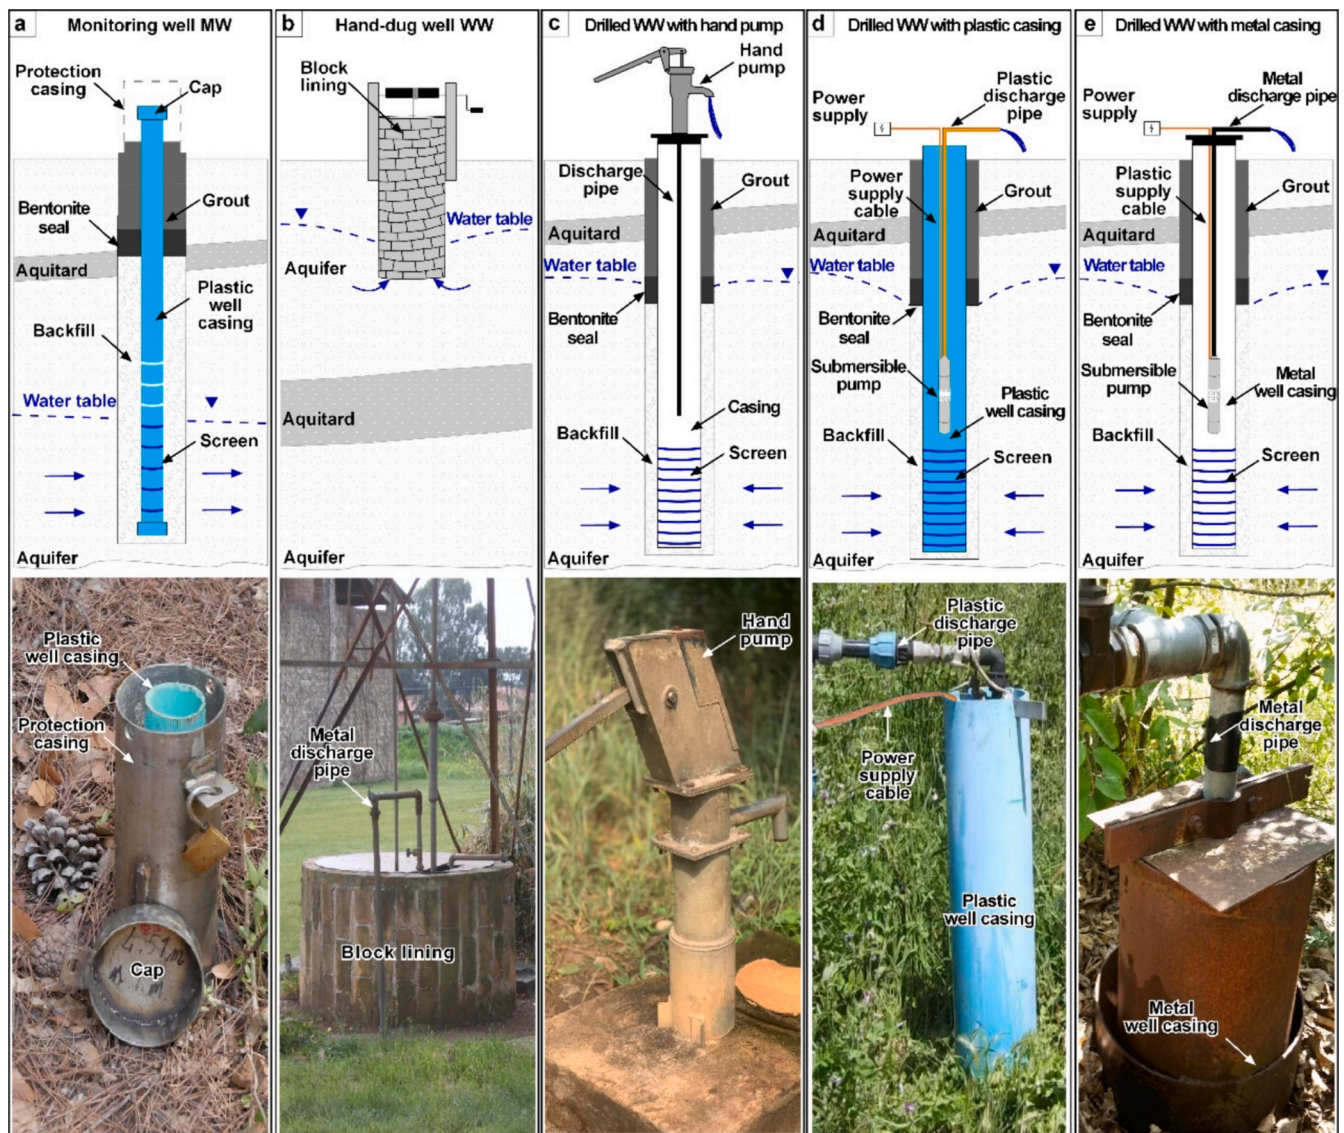 a
Monitoring well MW
Protection
casing
Cap
Bentonite
seal
Grout
Aquitard
Plastic
well
casing
Backfill
Water table
Screen
Aquifer
Plastic
well casing
Protection
casing
Cap
b
Hand-dug well WW
Block
lining
Water table
Aquifer
Aquitard
Metal
discharge
pipe
Block lining
c
Drilled WW with hand pump
Hand
pump
Discharge
pipe
Grout
Aquitard
Water table
Bentonite
seal
Casing
Backfill
Screen
Aquifer
Hand
pump
d
Drilled WW with plastic casing
Power
supply
Plastic
discharge
pipe
Power
supply
cable
Grout
Aquitard
Water table
Bentonite
seal
Submersible
pump
Plastic
well casing
Backfill
Screen
Aquifer
Plastic
discharge
pipe
Power
supply
cable
Plastic
well casing
e
Drilled WW with metal casing
Power
supply
Metal
discharge pipe
Plastic
supply
cable
Grout
Aquitard
Water table
Bentonite
seal
Submersible
pump
Metal
well casing
Backfill
Screen
Aquifer
Metal
discharge
pipe
Metal
well casing